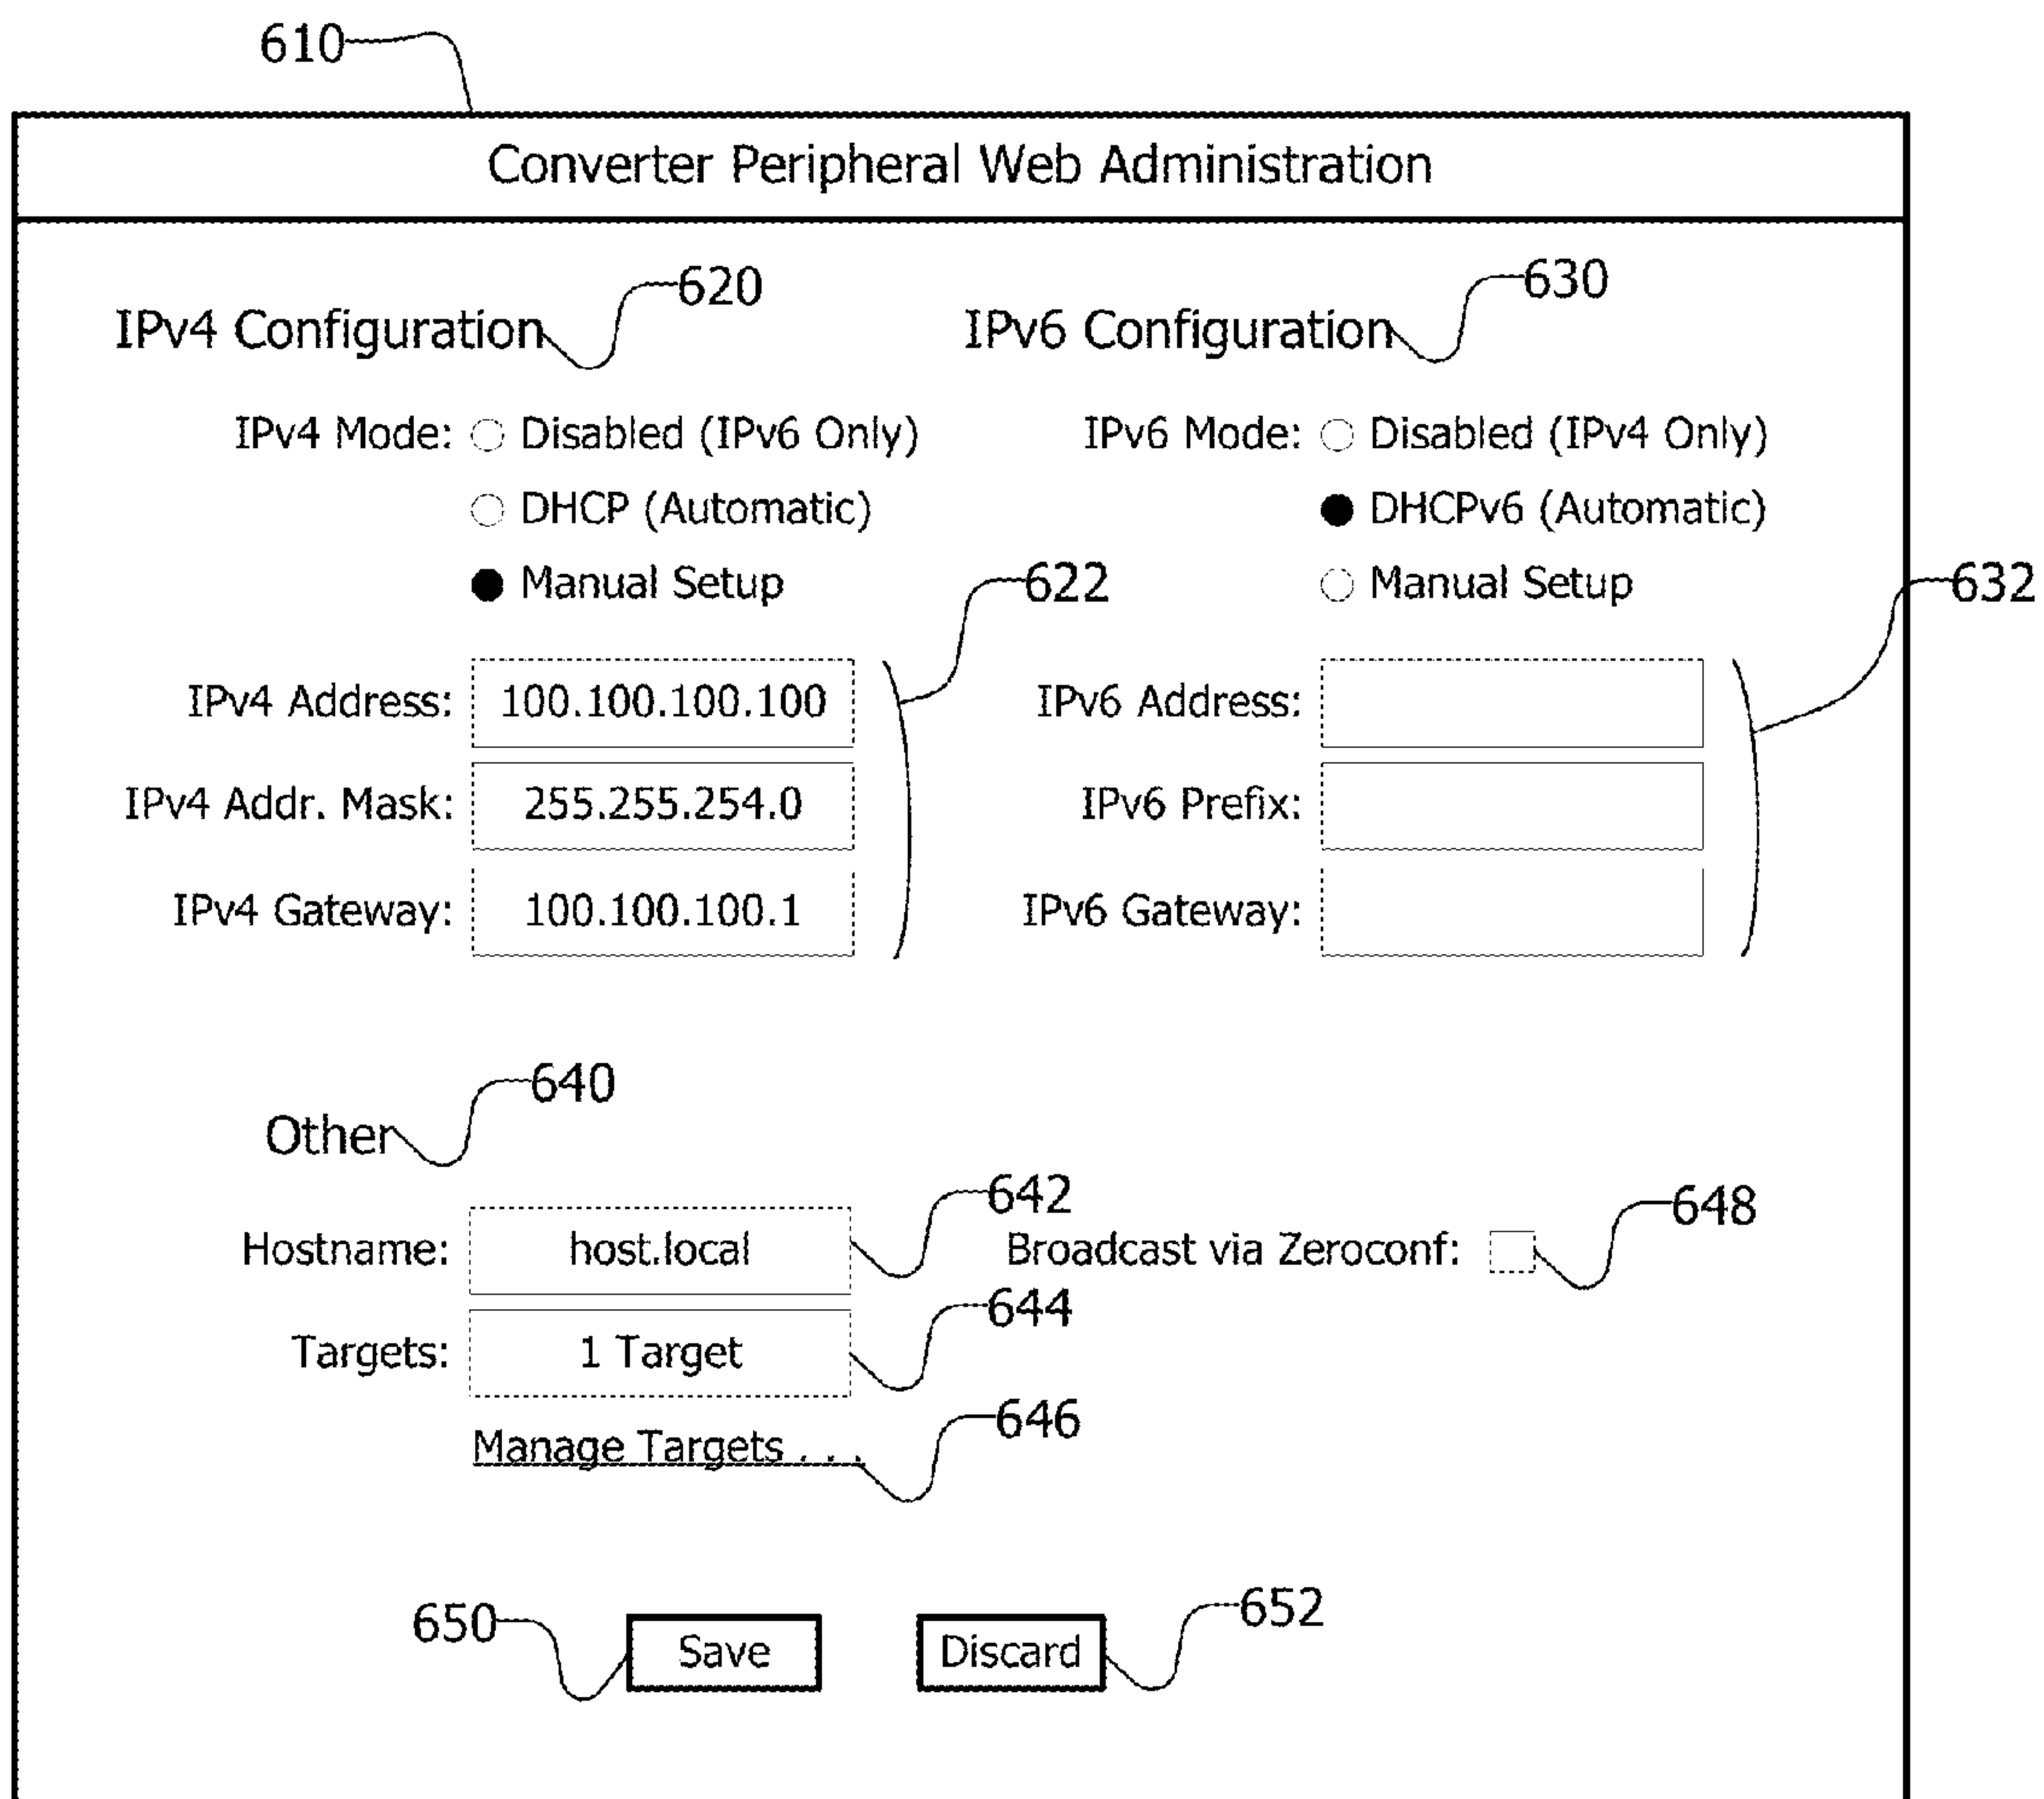 610
Converter Peripheral Web Administration
620
630
IPv4 Configuration
IPv6 Configuration
IPv4 Mode: Disabled (IPv6 Only)
IPv6 Mode: Disabled (IPv4 Only)
DHCP (Automatic)
DHCPv6 (Automatic)
Manual Setup
622
Manual Setup
632
IPv4 Address: 100.100.100.100
IPv6 Address:
IPv4 Addr. Mask: 255.255.254.0
IPv6 Prefix:
IPv4 Gateway: 100.100.100.1
IPv6 Gateway:
640
Other
642
648
Hostname: host.local
Broadcast via Zeroconf:
644
Targets: 1 Target
646
Manage Targets . . .
650
Save
Discard
652